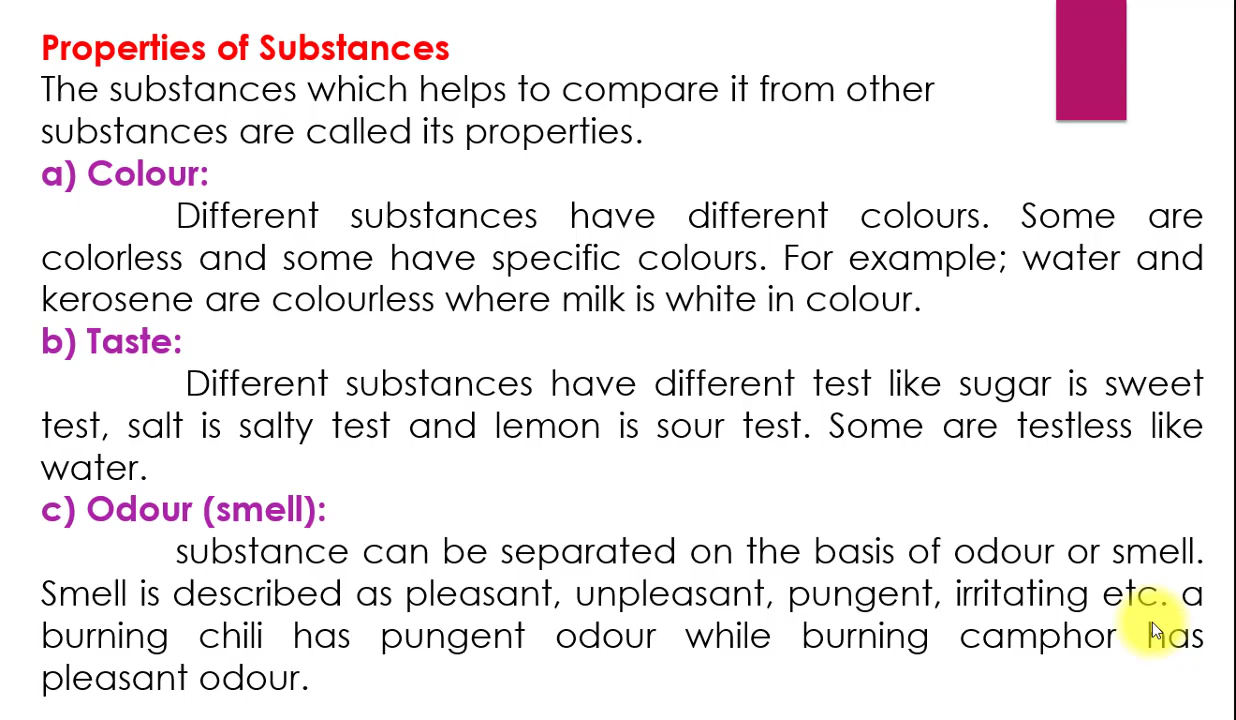 Properties of Substances
The substances which helps to compare it from other
substances are called its properties.
a) Colour:
Different substances have different colours. Some are
colorless and some have specific colours. For example; water and
kerosene are colourless where milk is white in colour.
b) Taste:
Different substances have different test like sugar is sweet
test, salt is salty test and lemon is sour test. Some are testless like
water.
c) Odour (smell):
substance can be separated on the basis of odour or smell.
Smell is described as pleasant, unpleasant, pungent, irritating etc. a
burning chili has pungent odour while burning camphor has
pleasant odour.